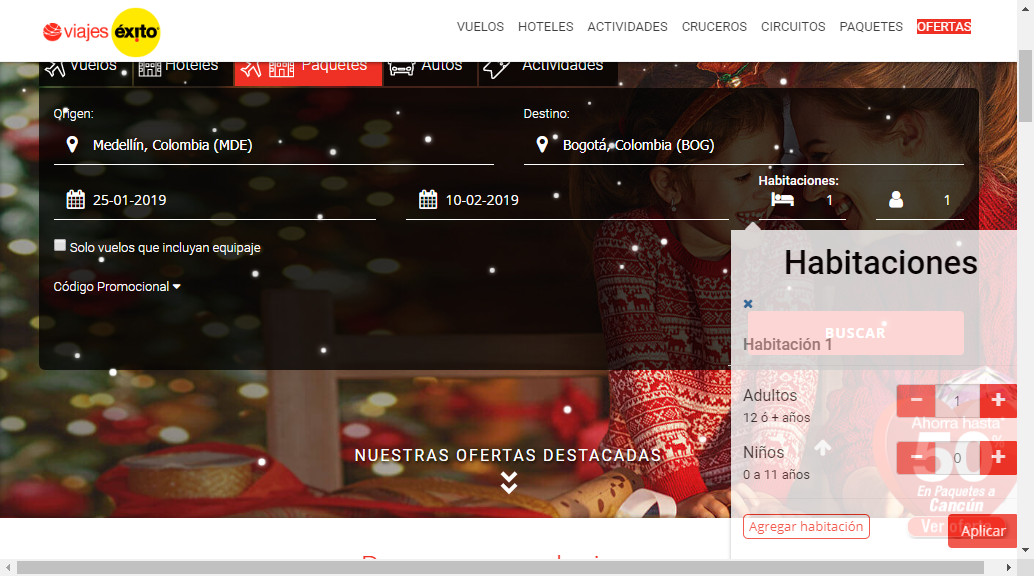 viajes éxito
VUELOS HOTELES ACTIVIDADES CRUCEROS CIRCUITOS PAQUETES OFERTAS
Vuelos Hoteles Paquetes Autos Actividades
Origen: Destino:
Medellín, Colombia (MDE) Bogotá, Colombia (BOG)
Habitaciones:
25-01-2019 10-02-2019 1 1
Solo vuelos que incluyan equipaje
Código Promocional
Habitaciones
BUSCAR
Habitación 1
Adultos
12 ó + años
1
Ahorra hasta*
Niños
0 a 11 años
0
50%
En Paquetes a
Cancún
NUESTRAS OFERTAS DESTACADAS
Agregar habitación
Ver oferta
Aplicar